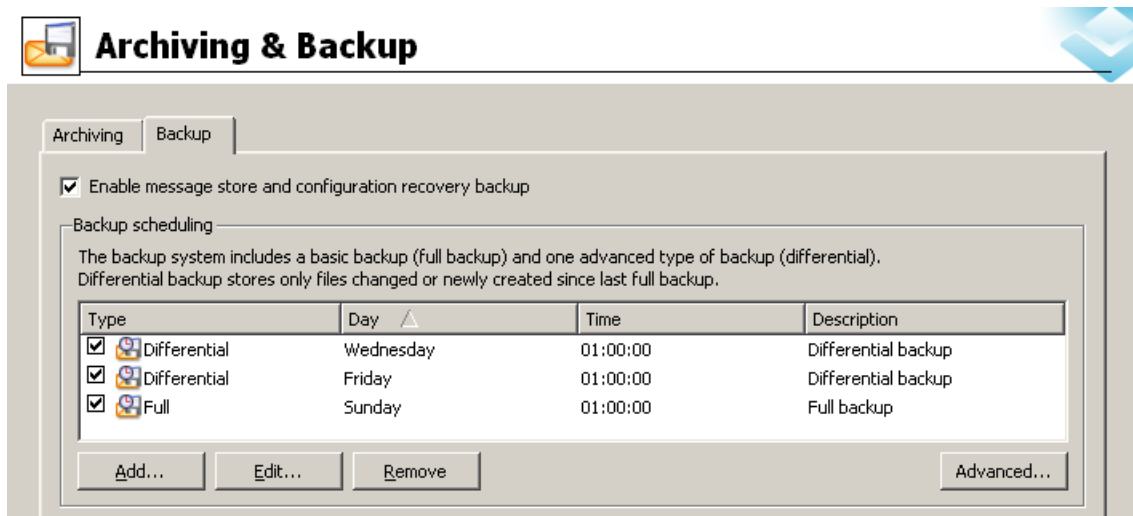 Archiving & Backup
Archiving Backup
Enable message store and configuration recovery backup
Backup scheduling
The backup system includes a basic backup (full backup) and one advanced type of backup (differential).
Differential backup stores only files changed or newly created since last full backup.
Type Day Time Description
Differential Wednesday 01:00:00 Differential backup
Differential Friday 01:00:00 Differential backup
Full Sunday 01:00:00 Full backup
Add... Edit... Remove Advanced...